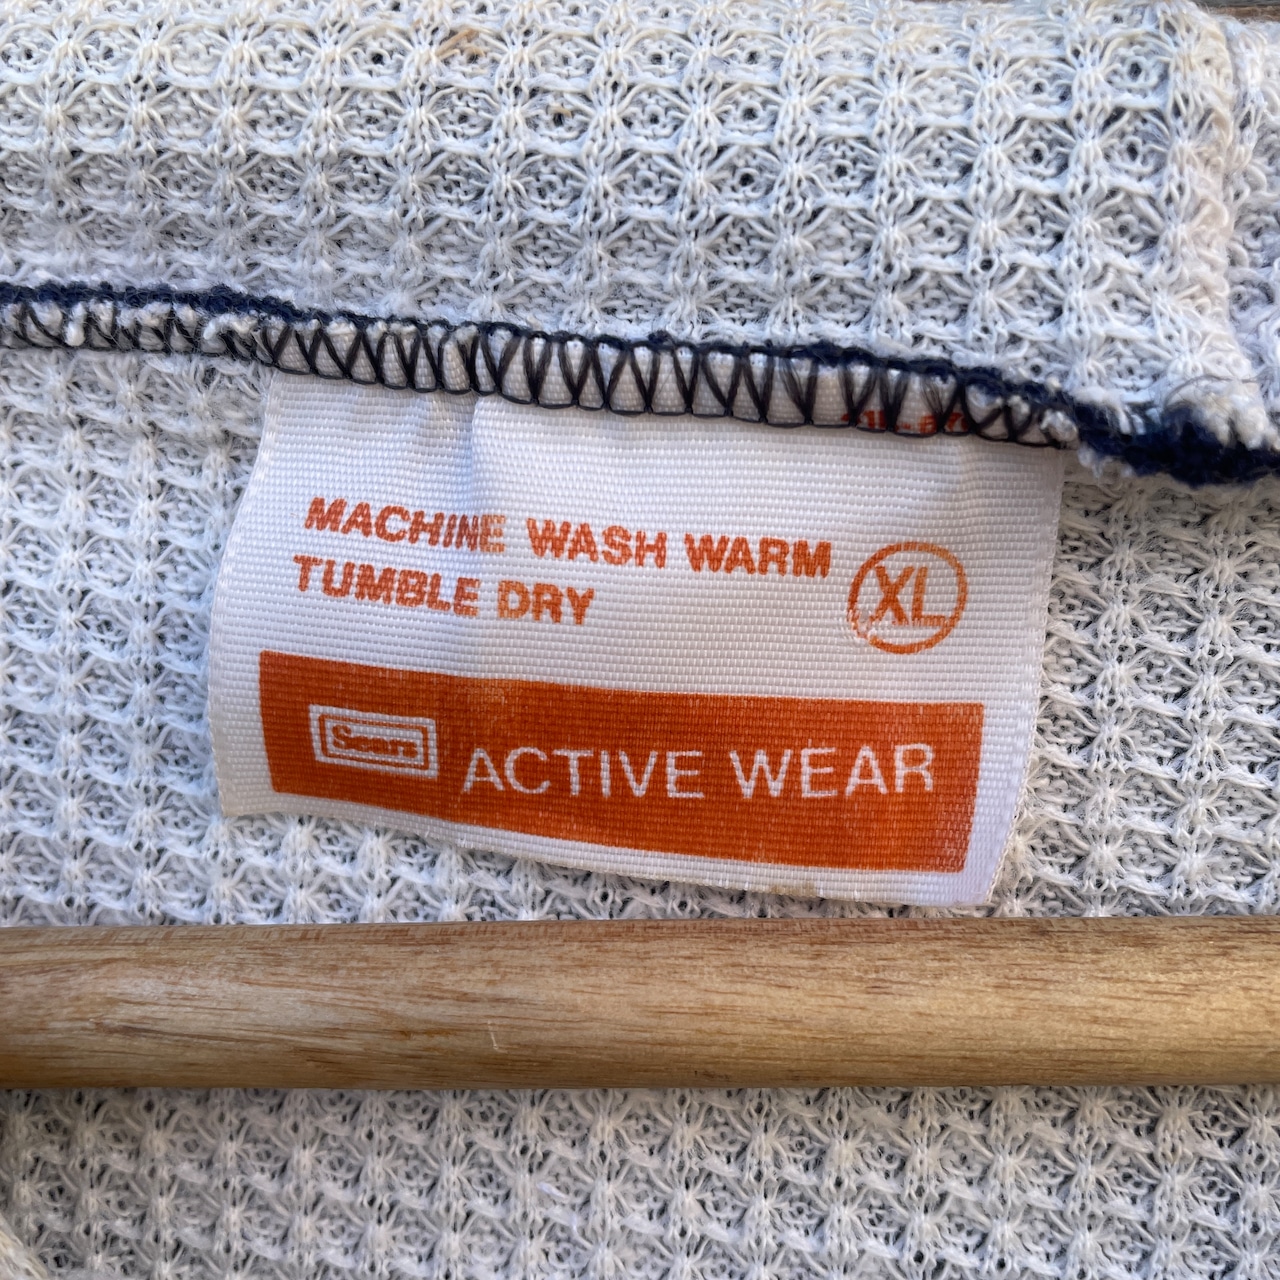 MACHINE WASH WARM
TUMBLE DRY
XL
Sears ACTIVE WEAR